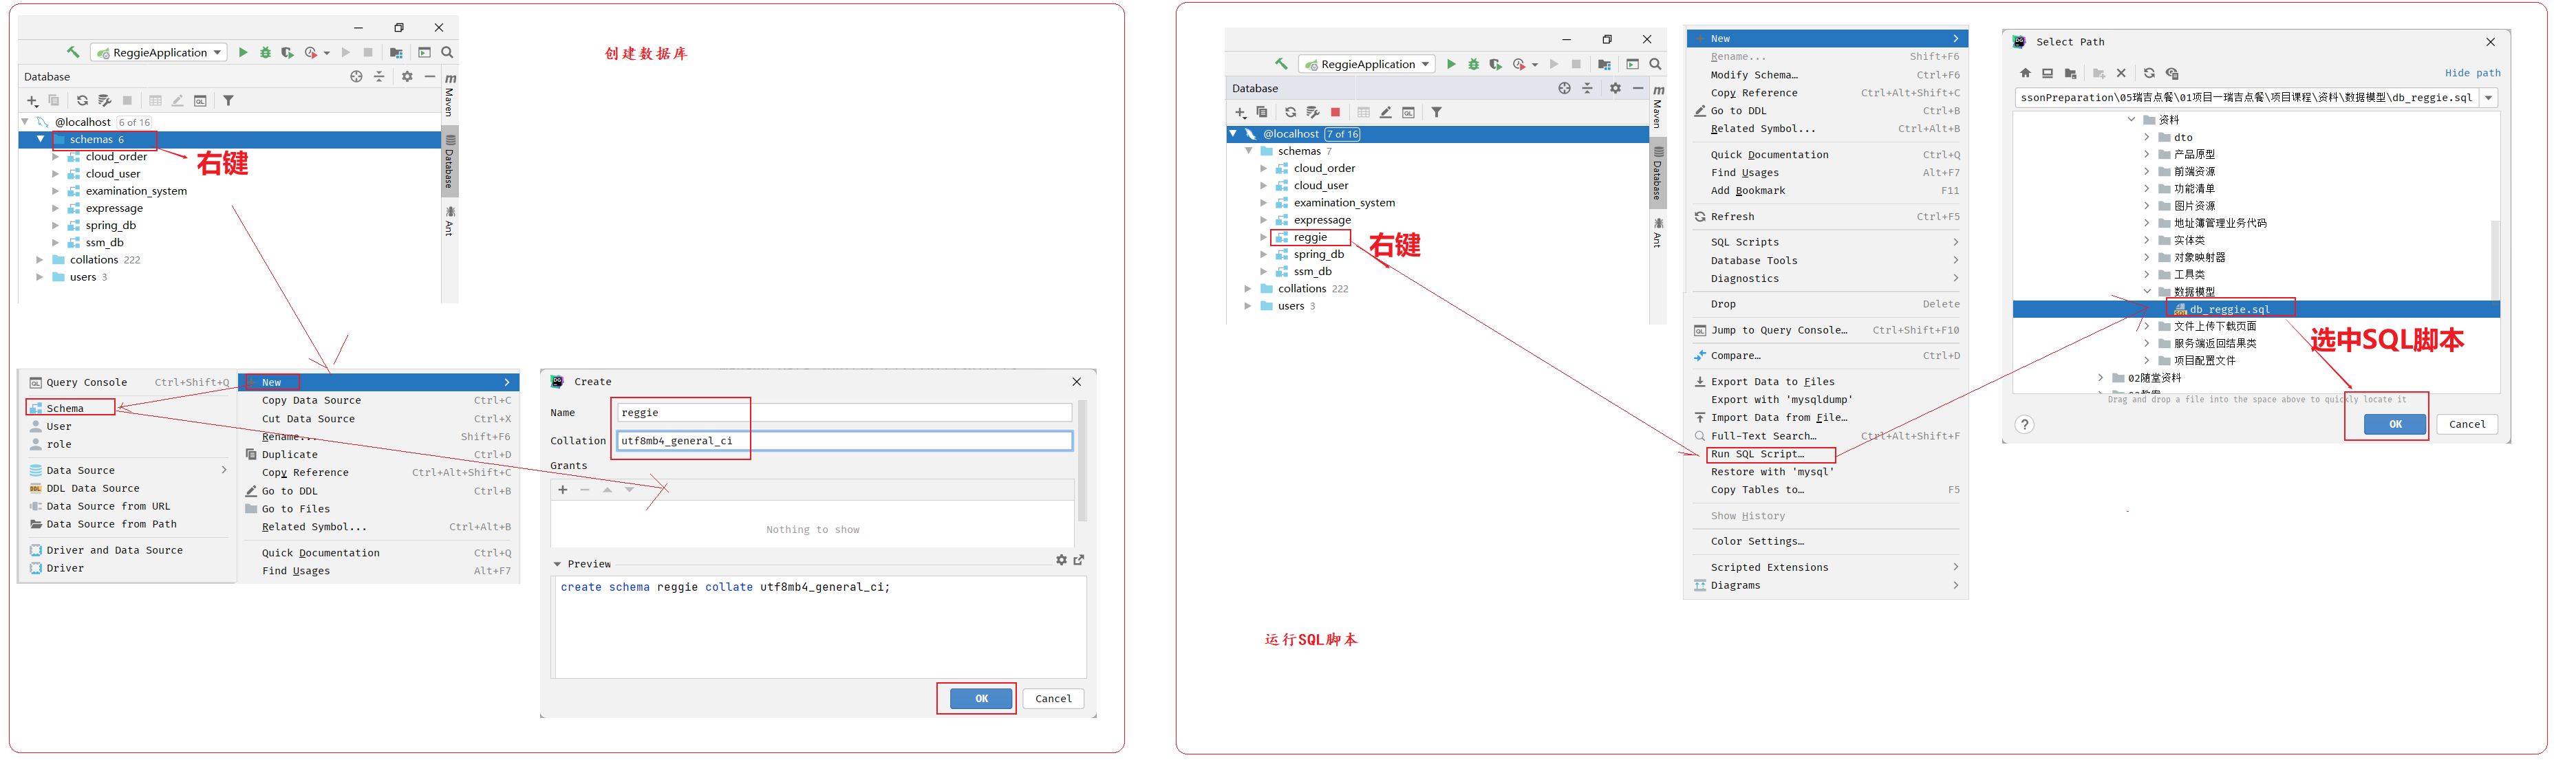 创建数据库
ReggieApplication
Database
Maven
Database
Ant
@localhost 6 of 16
schemas 6
右键
cloud_order
cloud_user
examination_system
expressage
spring_db
ssm_db
collations 222
users 3
Query Console Ctrl+Shift+Q
Schema
User
role
Data Source
DDL Data Source
Data Source from URL
Data Source from Path
Driver and Data Source
Driver
New
Copy Data Source Ctrl+C
Cut Data Source Ctrl+X
Rename... Shift+F6
Duplicate Ctrl+D
Copy Reference Ctrl+Alt+Shift+C
Go to DDL Ctrl+B
Go to Files
Related Symbol... Ctrl+Alt+B
Quick Documentation Ctrl+Q
Find Usages Alt+F7
Create
Name reggie
Collation utf8mb4_general_ci
Grants
Nothing to show
Preview
create schema reggie collate utf8mb4_general_ci;
OK Cancel
ReggieApplication
Database
Maven
Database
Ant
@localhost 7 of 16
schemas 7
cloud_order
cloud_user
examination_system
expressage
reggie
右键
spring_db
ssm_db
collations 222
users 3
运行SQL脚本
New
Rename... Shift+F6
Modify Schema… Ctrl+F6
Copy Reference Ctrl+Alt+Shift+C
Go to DDL Ctrl+B
Related Symbol... Ctrl+Alt+B
Quick Documentation Ctrl+Q
Find Usages Alt+F7
Add Bookmark F11
Refresh Ctrl+F5
SQL Scripts
Database Tools
Diagnostics
Drop Delete
Jump to Query Console… Ctrl+Shift+F10
Compare… Ctrl+D
Export Data to Files
Export with 'mysqldump'
Import Data from File…
Full-Text Search… Ctrl+Alt+Shift+F
Run SQL Script…
Restore with 'mysql'
Copy Tables to… F5
Show History
Color Settings…
Scripted Extensions
Diagrams
Select Path
Hide path
ssonPreparation\05瑞吉点餐\01项目一瑞吉点餐\项目课程\资料\数据模型\db_reggie.sql
资料
dto
产品原型
前端资源
功能清单
图片资源
地址簿管理业务代码
实体类
对象映射器
工具类
数据模型
db_reggie.sql
文件上传下载页面
服务端返回结果类
项目配置文件
02随堂资料
选中SQL脚本
Drag and drop a file into the space above to quickly locate it
? OK Cancel